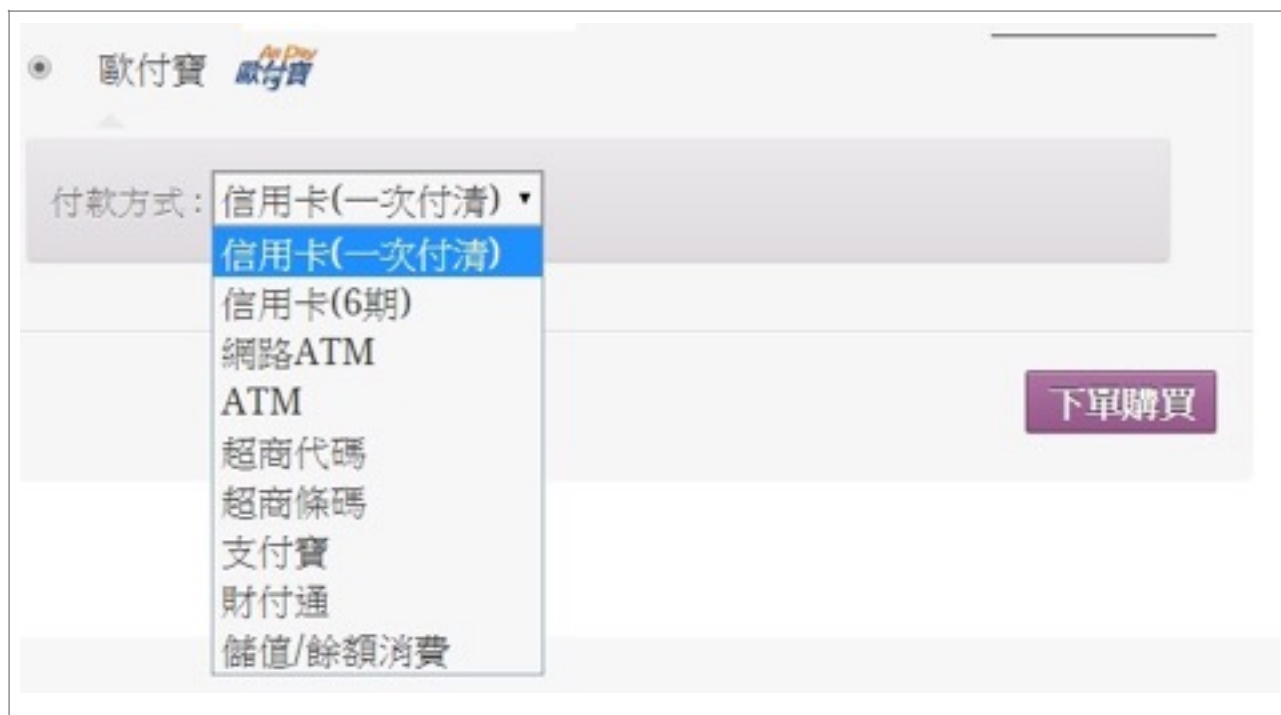 歐付寶 All Pay 歐付寶
付款方式：信用卡(一次付清)
信用卡(一次付清)
信用卡(6期)
網路ATM
ATM
超商代碼
超商條碼
支付寶
財付通
儲值/餘額消費
下單購買